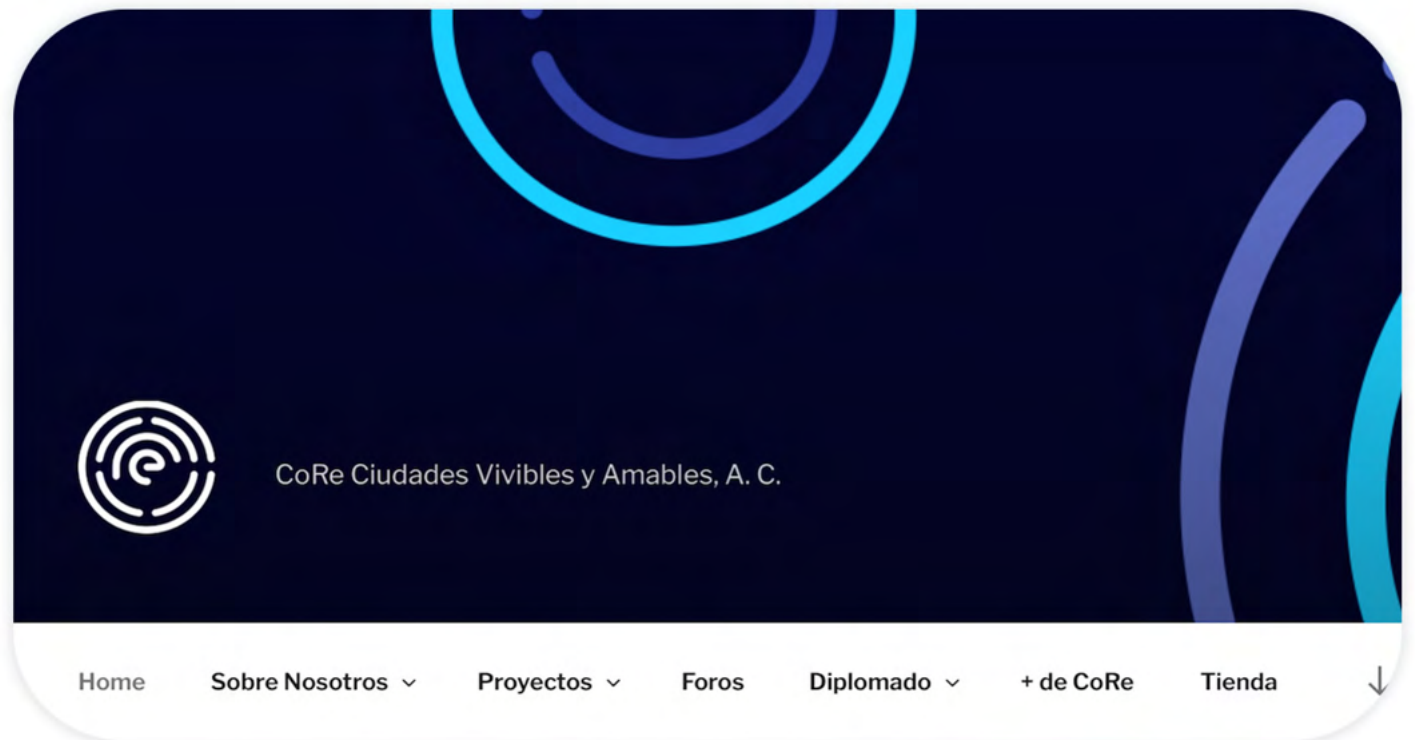 CoRe Ciudades Vivibles y Amables, A. C.
Home Sobre Nosotros Proyectos Foros Diplomado + de CoRe Tienda